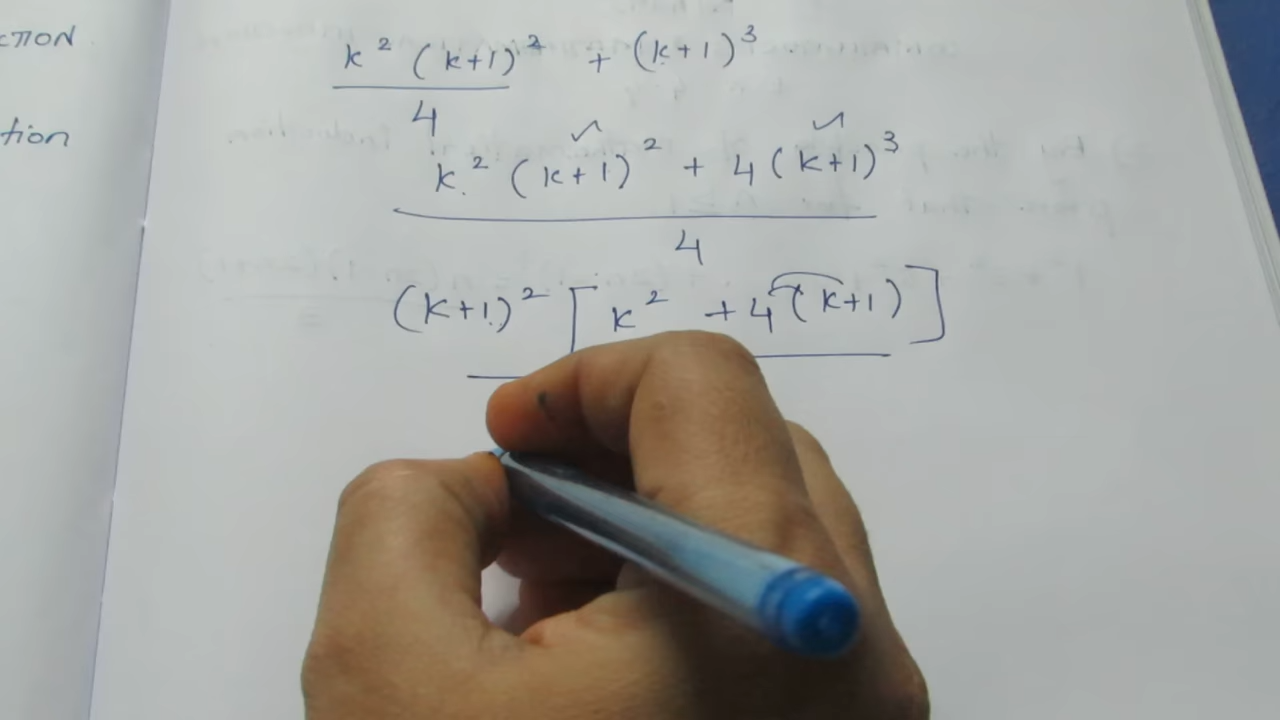 CTION
tion
k² (k+1)² + (k+1)³
4
k² (k+1)² + 4(k+1)³
4
(k+1)² [ k² + 4(k+1) ]